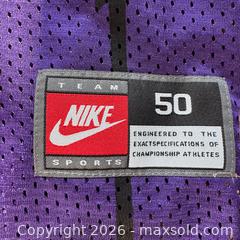 TEAM
NIKE
SPORTS
50
ENGINEERED TO THE
EXACT SPECIFICATIONS OF
CHAMPIONSHIP ATHLETES
Copyright 2026 - maxsold.com